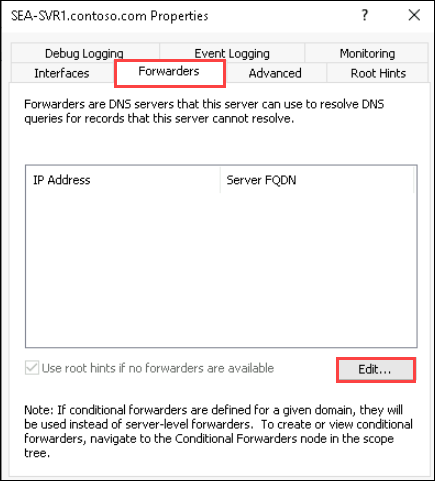 SEA-SVR1.contoso.com Properties ? ×
Debug Logging Event Logging Monitoring
Interfaces Forwarders Advanced Root Hints
Forwarders are DNS servers that this server can use to resolve DNS
queries for records that this server cannot resolve.
IP Address Server FQDN
Use root hints if no forwarders are available Edit...
Note: If conditional forwarders are defined for a given domain, they will
be used instead of server-level forwarders. To create or view conditional
forwarders, navigate to the Conditional Forwarders node in the scope
tree.